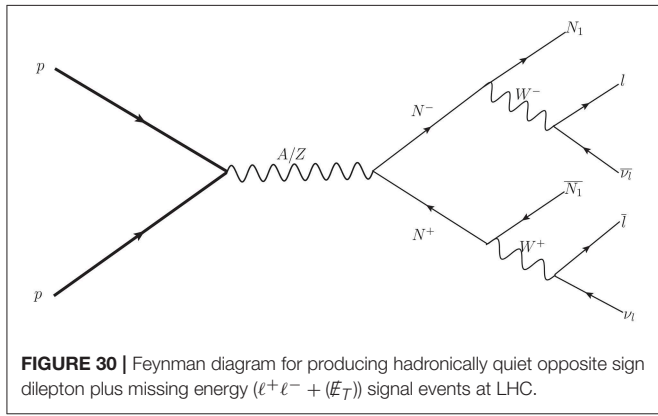 N₁
p
W⁻
l
N⁻
A/Z
ν̅ₗ
N̅₁
N⁺
W⁺
l̅
p
νₗ
FIGURE 30 | Feynman diagram for producing hadronically quiet opposite sign
dilepton plus missing energy (ℓ⁺ℓ⁻ + (E̸_T)) signal events at LHC.